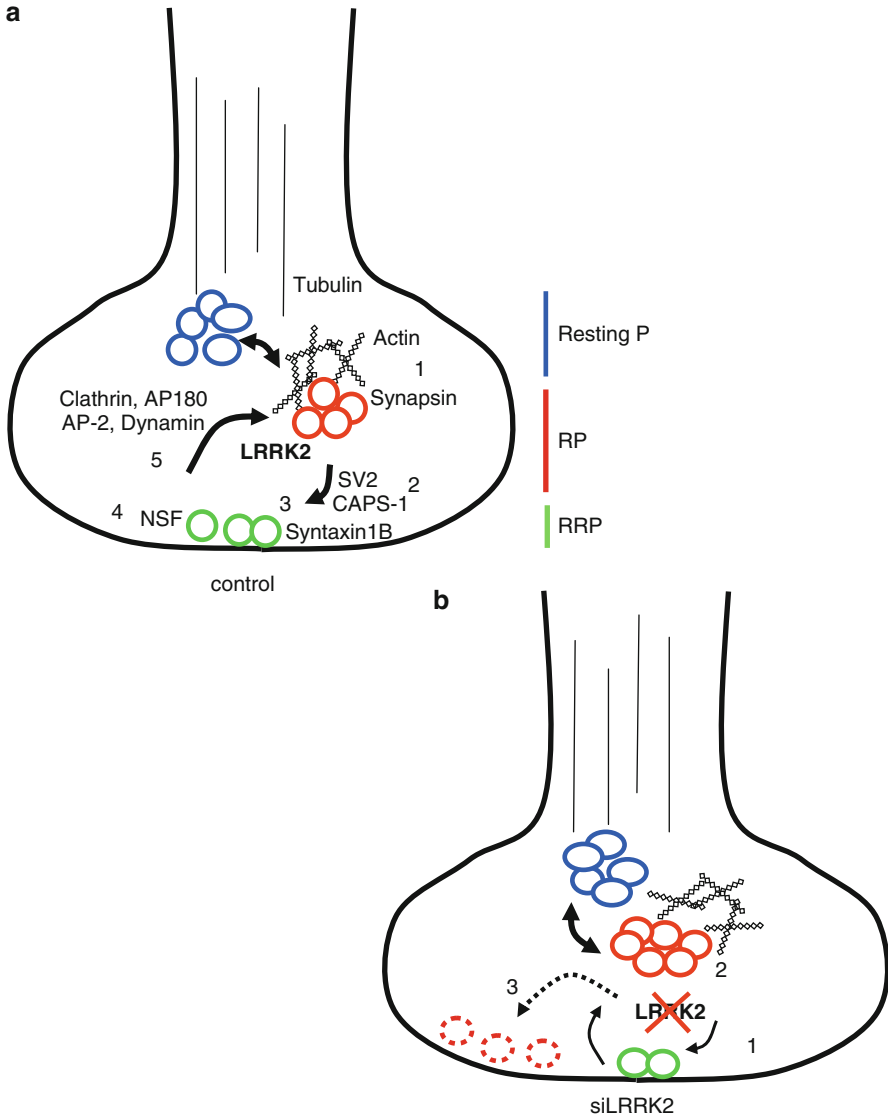 a
Tubulin
Actin
1
Synapsin
Clathrin, AP180
AP-2, Dynamin
5
LRRK2
SV2
2
CAPS-1
3
4
NSF
Syntaxin1B
control
Resting P
RP
RRP
b
2
3
LRRK2
1
siLRRK2